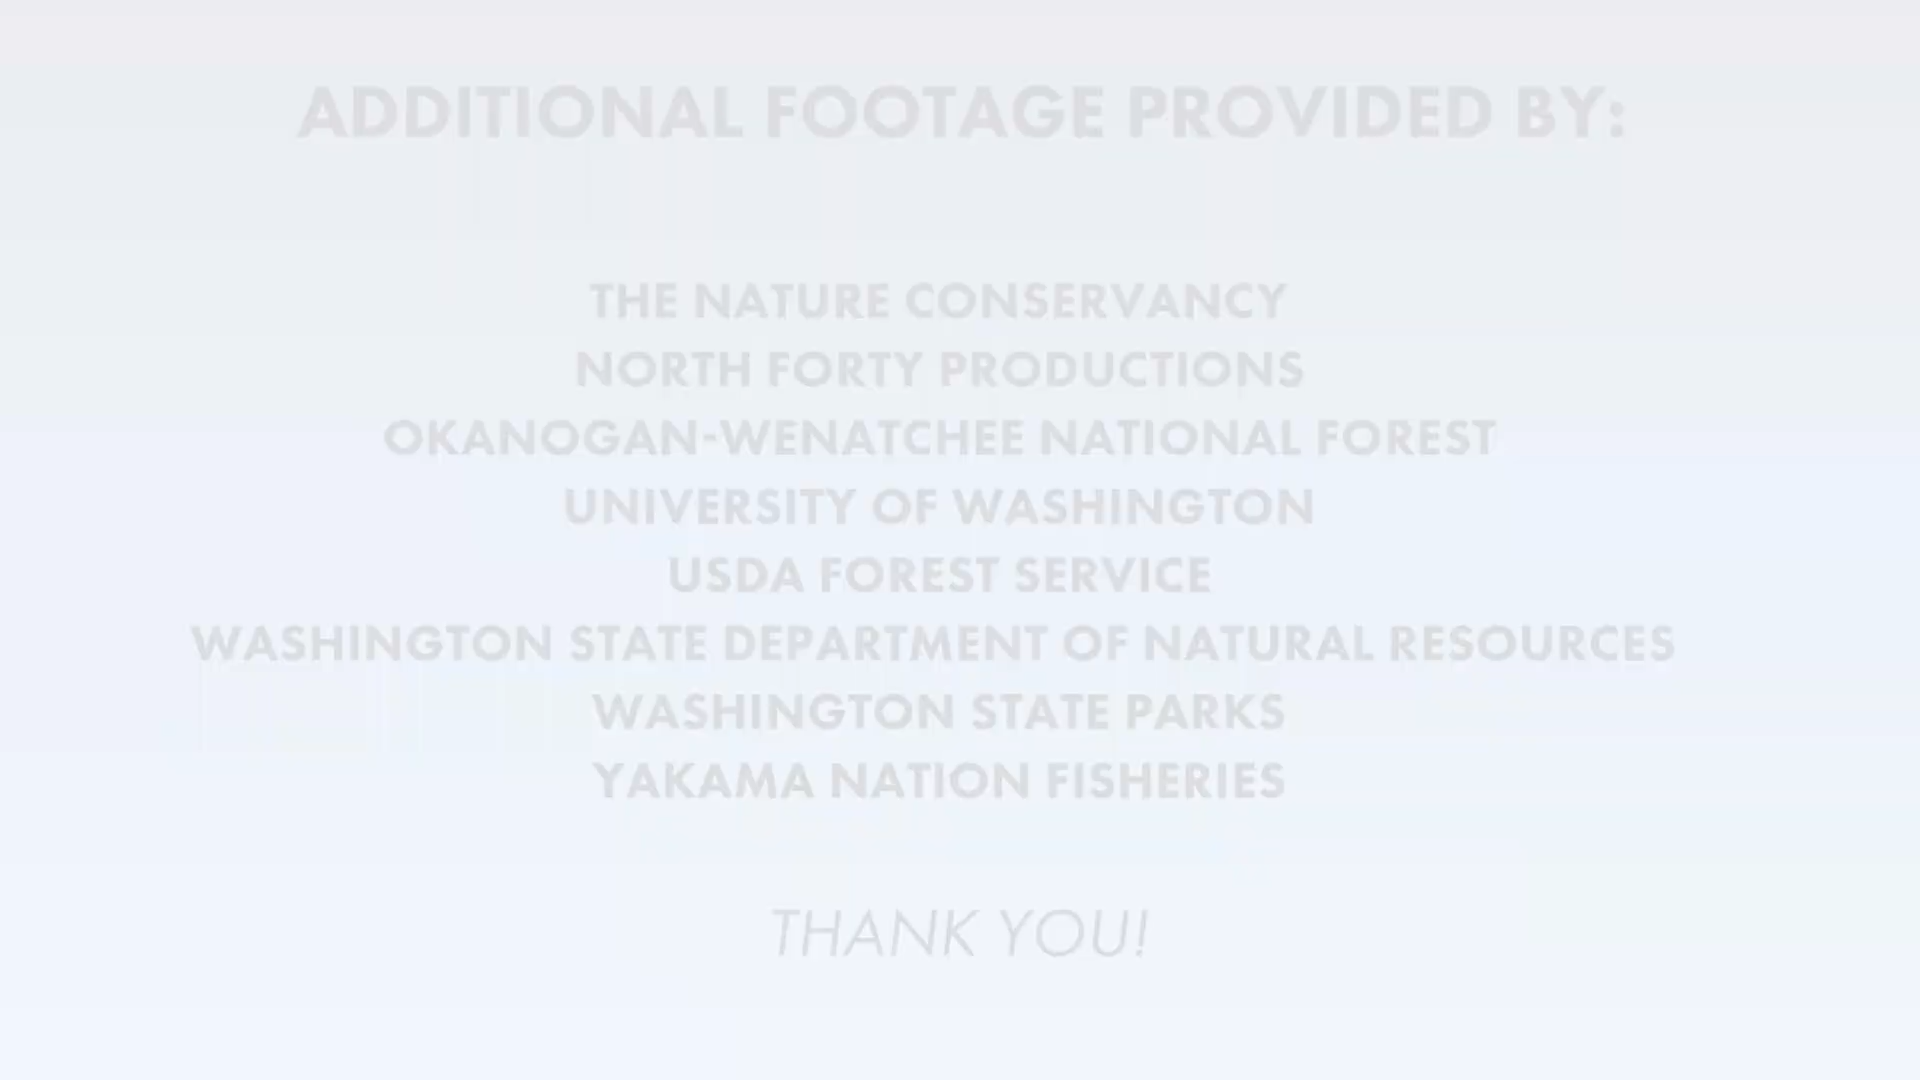 ADDITIONAL FOOTAGE PROVIDED BY:
THE NATURE CONSERVANCY
NORTH FORTY PRODUCTIONS
OKANOGAN-WENATCHEE NATIONAL FOREST
UNIVERSITY OF WASHINGTON
USDA FOREST SERVICE
WASHINGTON STATE DEPARTMENT OF NATURAL RESOURCES
WASHINGTON STATE PARKS
YAKAMA NATION FISHERIES
THANK YOU!